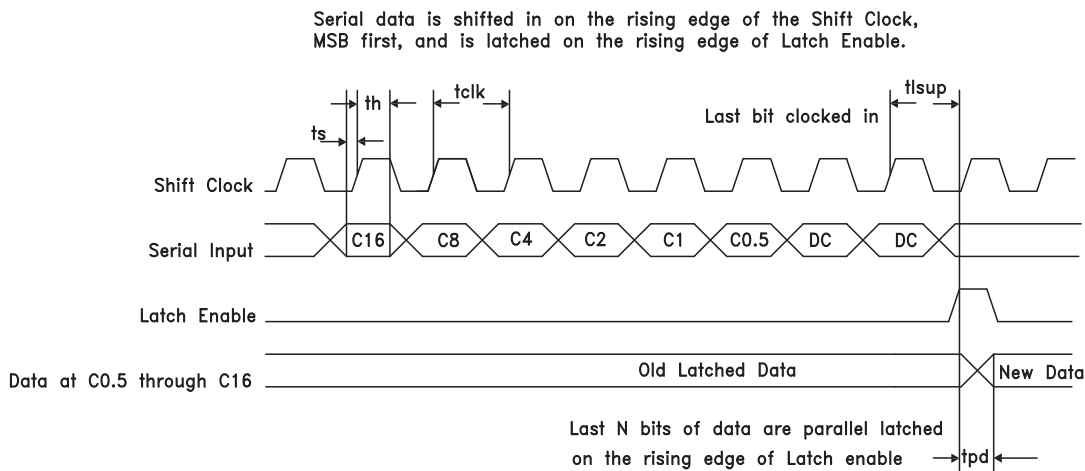 Serial data is shifted in on the rising edge of the Shift Clock,
MSB first, and is latched on the rising edge of Latch Enable.
th
tclk
tlsup
ts
Last bit clocked in
Shift Clock
Serial Input
C16 C8 C4 C2 C1 C0.5 DC DC
Latch Enable
Data at C0.5 through C16
Old Latched Data
New Data
Last N bits of data are parallel latched
on the rising edge of Latch enable
tpd